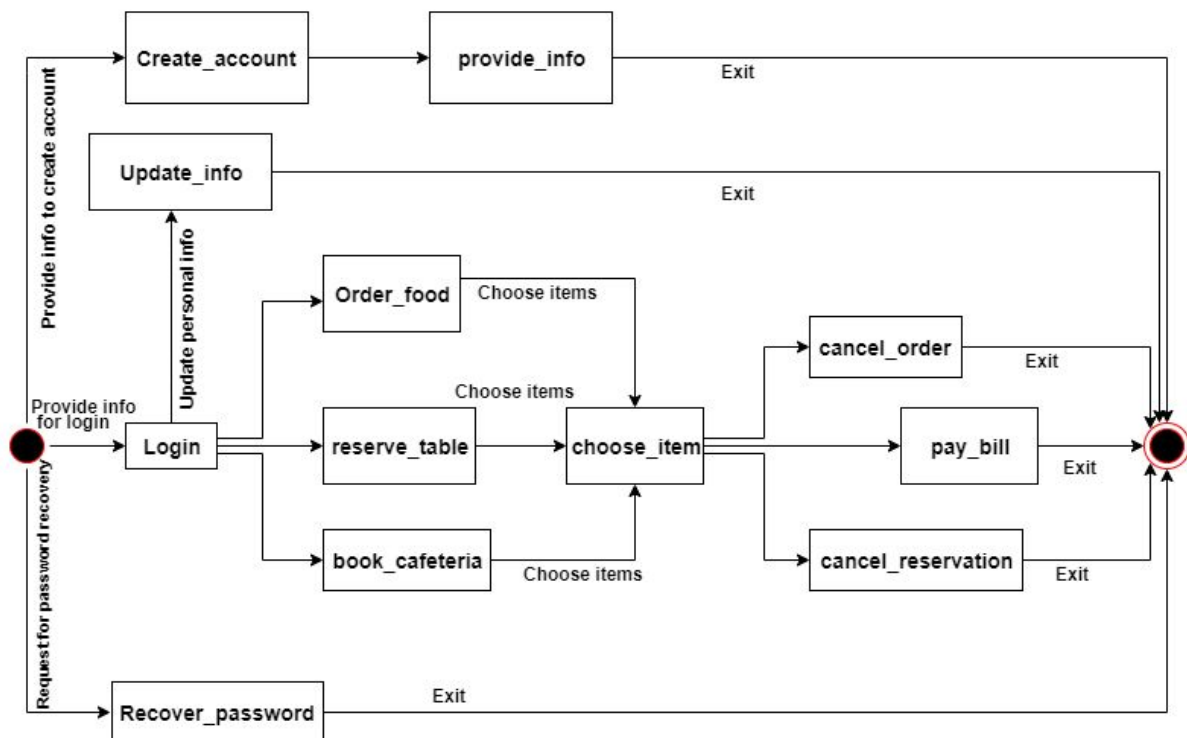 Create_account
provide_info
Exit
Provide info to create account
Update_info
Exit
Update personal info
Order_food
Choose items
cancel_order
Exit
Choose items
Provide info
for login
Login
reserve_table
choose_item
pay_bill
Exit
book_cafeteria
Choose items
cancel_reservation
Exit
Request for password recovery
Recover_password
Exit